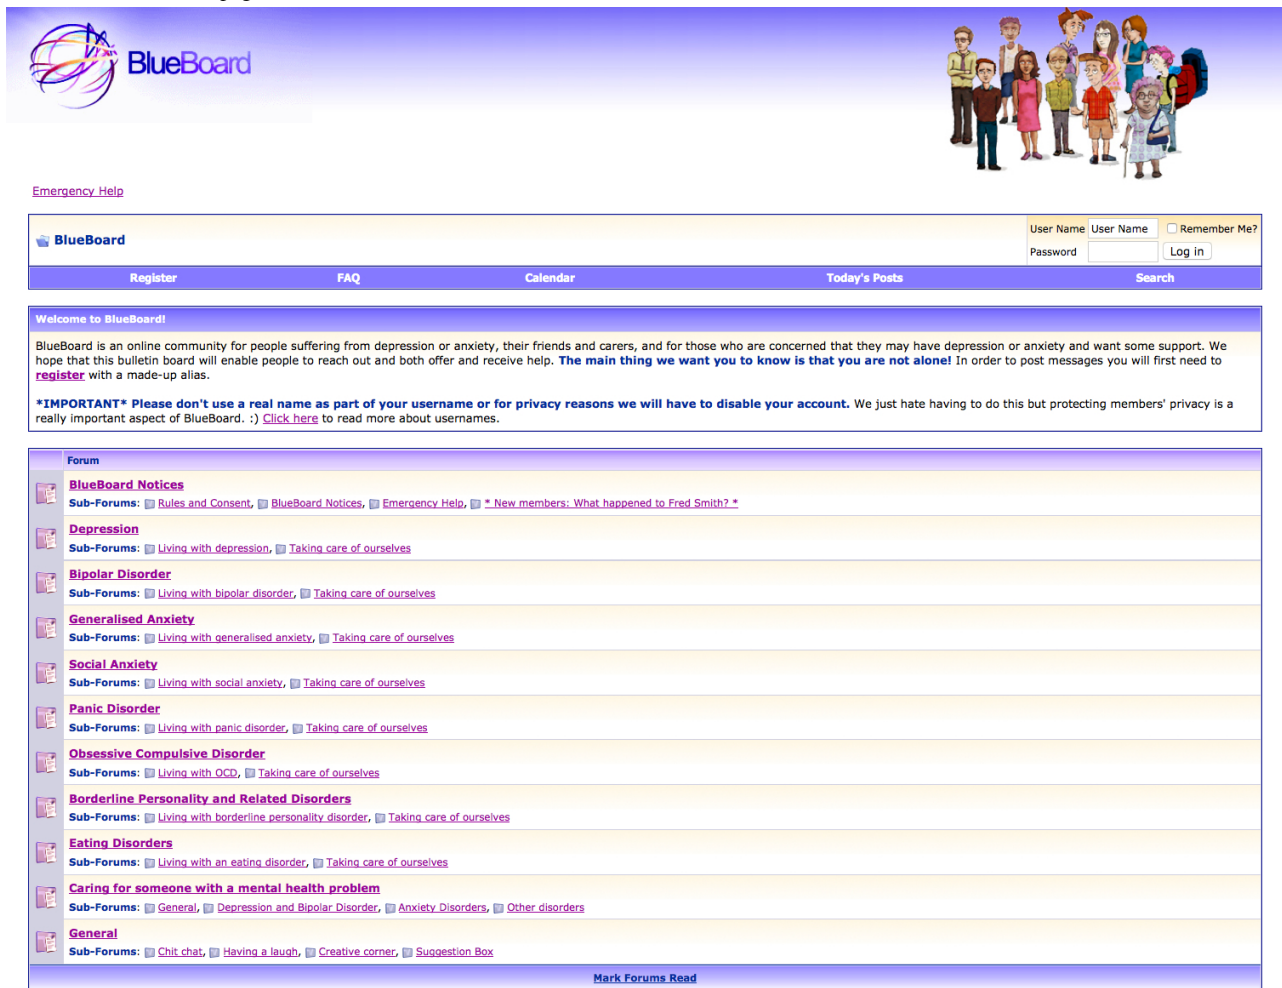 BlueBoard
Emergency Help
BlueBoard
User Name User Name Remember Me?
Password Log in
Register FAQ Calendar Today's Posts Search
Welcome to BlueBoard!
BlueBoard is an online community for people suffering from depression or anxiety, their friends and carers, and for those who are concerned that they may have depression or anxiety and want some support. We
hope that this bulletin board will enable people to reach out and both offer and receive help. The main thing we want you to know is that you are not alone! In order to post messages you will first need to
register with a made-up alias.
*IMPORTANT* Please don't use a real name as part of your username or for privacy reasons we will have to disable your account. We just hate having to do this but protecting members' privacy is a
really important aspect of BlueBoard. :) Click here to read more about usernames.
Forum
BlueBoard Notices
Sub-Forums: Rules and Consent, BlueBoard Notices, Emergency Help, * New members: What happened to Fred Smith? *
Depression
Sub-Forums: Living with depression, Taking care of ourselves
Bipolar Disorder
Sub-Forums: Living with bipolar disorder, Taking care of ourselves
Generalised Anxiety
Sub-Forums: Living with generalised anxiety, Taking care of ourselves
Social Anxiety
Sub-Forums: Living with social anxiety, Taking care of ourselves
Panic Disorder
Sub-Forums: Living with panic disorder, Taking care of ourselves
Obsessive Compulsive Disorder
Sub-Forums: Living with OCD, Taking care of ourselves
Borderline Personality and Related Disorders
Sub-Forums: Living with borderline personality disorder, Taking care of ourselves
Eating Disorders
Sub-Forums: Living with an eating disorder, Taking care of ourselves
Caring for someone with a mental health problem
Sub-Forums: General, Depression and Bipolar Disorder, Anxiety Disorders, Other disorders
General
Sub-Forums: Chit chat, Having a laugh, Creative corner, Suggestion Box
Mark Forums Read